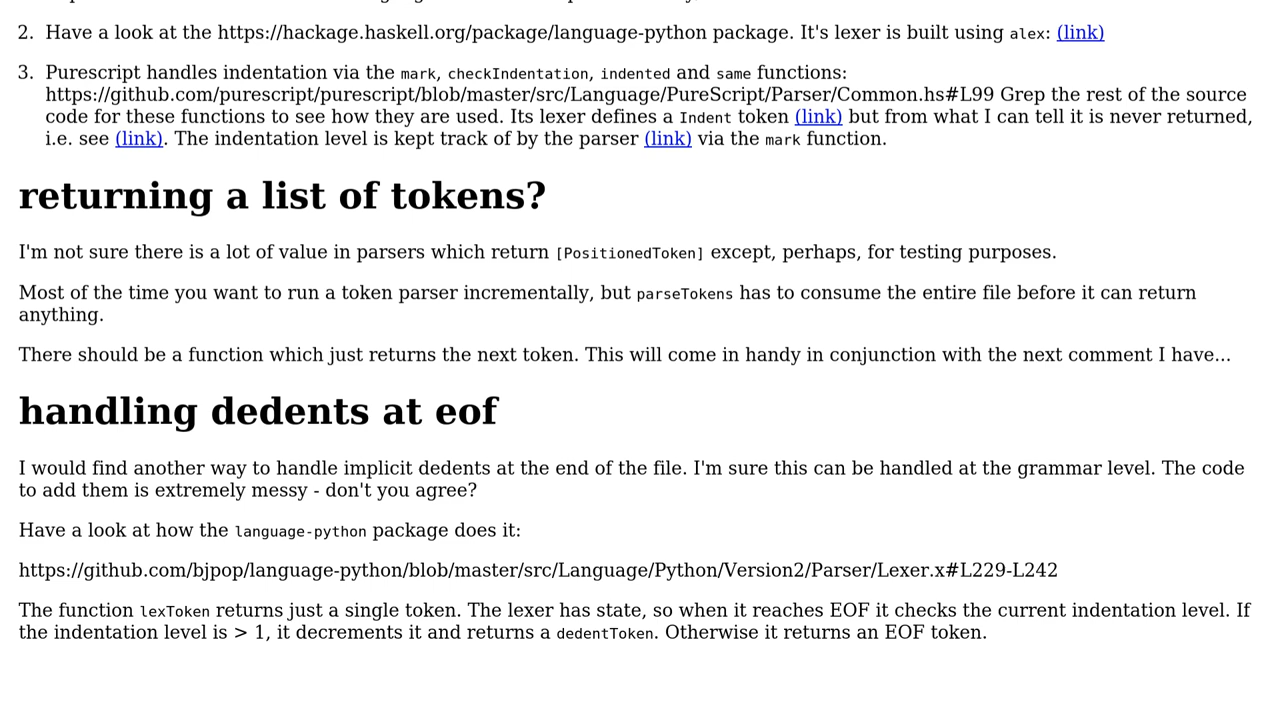 2. Have a look at the https://hackage.haskell.org/package/language-python package. It's lexer is built using alex: (link)
3. Purescript handles indentation via the mark, checkIndentation, indented and same functions:
https://github.com/purescript/purescript/blob/master/src/Language/PureScript/Parser/Common.hs#L99 Grep the rest of the source
code for these functions to see how they are used. Its lexer defines a Indent token (link) but from what I can tell it is never returned,
i.e. see (link). The indentation level is kept track of by the parser (link) via the mark function.
returning a list of tokens?
I'm not sure there is a lot of value in parsers which return [PositionedToken] except, perhaps, for testing purposes.
Most of the time you want to run a token parser incrementally, but parseTokens has to consume the entire file before it can return
anything.
There should be a function which just returns the next token. This will come in handy in conjunction with the next comment I have...
handling dedents at eof
I would find another way to handle implicit dedents at the end of the file. I'm sure this can be handled at the grammar level. The code
to add them is extremely messy - don't you agree?
Have a look at how the language-python package does it:
https://github.com/bjpop/language-python/blob/master/src/Language/Python/Version2/Parser/Lexer.x#L229-L242
The function lexToken returns just a single token. The lexer has state, so when it reaches EOF it checks the current indentation level. If
the indentation level is > 1, it decrements it and returns a dedentToken. Otherwise it returns an EOF token.